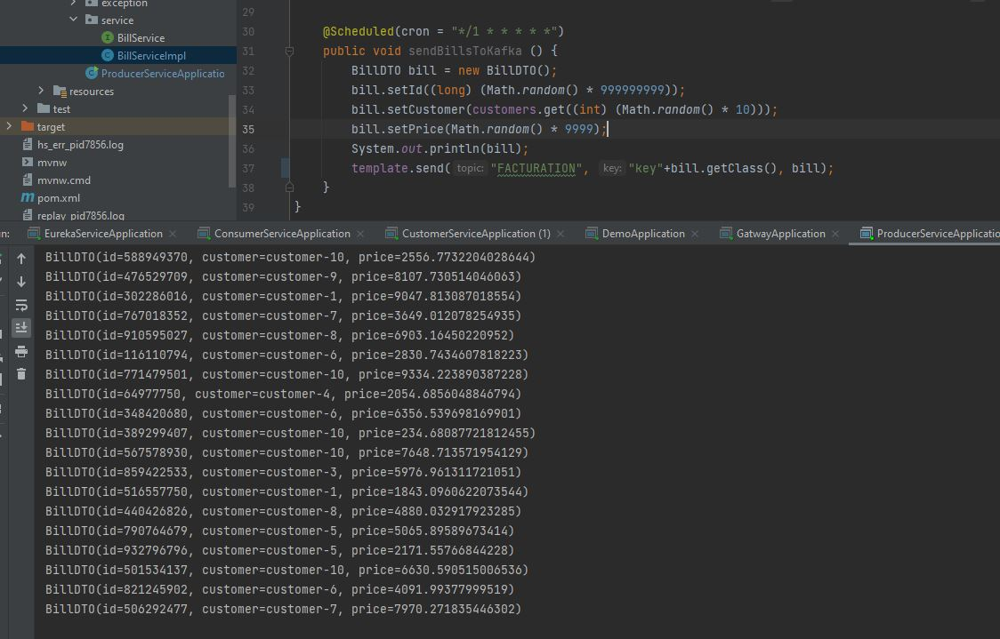 exception
service
BillService
BillServiceImpl
ProducerServiceApplicatio
resources
test
target
hs_err_pid7856.log
mvnw
mvnw.cmd
pom.xml
replay_pid7856.log
29
30 @Scheduled(cron = "*/1 * * * * *")
31 public void sendBillsToKafka () {
32 BillDTO bill = new BillDTO();
33 bill.setId((long) (Math.random() * 999999999));
34 bill.setCustomer(customers.get((int) (Math.random() * 10)));
35 bill.setPrice(Math.random() * 9999);
36 System.out.println(bill);
37 template.send( topic: "FACTURATION", key: "key"+bill.getClass(), bill);
38 }
39 }
n: EurekaServiceApplication ConsumerServiceApplication CustomerServiceApplication (1) DemoApplication GatwayApplication ProducerServiceApplicatio
BillDTO(id=588949370, customer=customer-10, price=2556.7732204028644)
BillDTO(id=476529709, customer=customer-9, price=8107.730514046063)
BillDTO(id=302286016, customer=customer-1, price=9047.813087018554)
BillDTO(id=767018352, customer=customer-7, price=3649.012078254935)
BillDTO(id=910595027, customer=customer-8, price=6903.16450220952)
BillDTO(id=116110794, customer=customer-6, price=2830.7434607818223)
BillDTO(id=771479501, customer=customer-10, price=9334.223890387228)
BillDTO(id=64977750, customer=customer-4, price=2054.6856048846794)
BillDTO(id=348420680, customer=customer-6, price=6356.539698169901)
BillDTO(id=389299407, customer=customer-10, price=234.68087721812455)
BillDTO(id=567578930, customer=customer-10, price=7648.713571954129)
BillDTO(id=859422533, customer=customer-3, price=5976.961311721051)
BillDTO(id=516557750, customer=customer-1, price=1843.0960622073544)
BillDTO(id=440426826, customer=customer-8, price=4880.032917923285)
BillDTO(id=790764679, customer=customer-5, price=5065.89589673414)
BillDTO(id=932796796, customer=customer-5, price=2171.55766844228)
BillDTO(id=501534137, customer=customer-10, price=6630.590515006536)
BillDTO(id=821245902, customer=customer-6, price=4091.99377999519)
BillDTO(id=506292477, customer=customer-7, price=7970.271835446302)